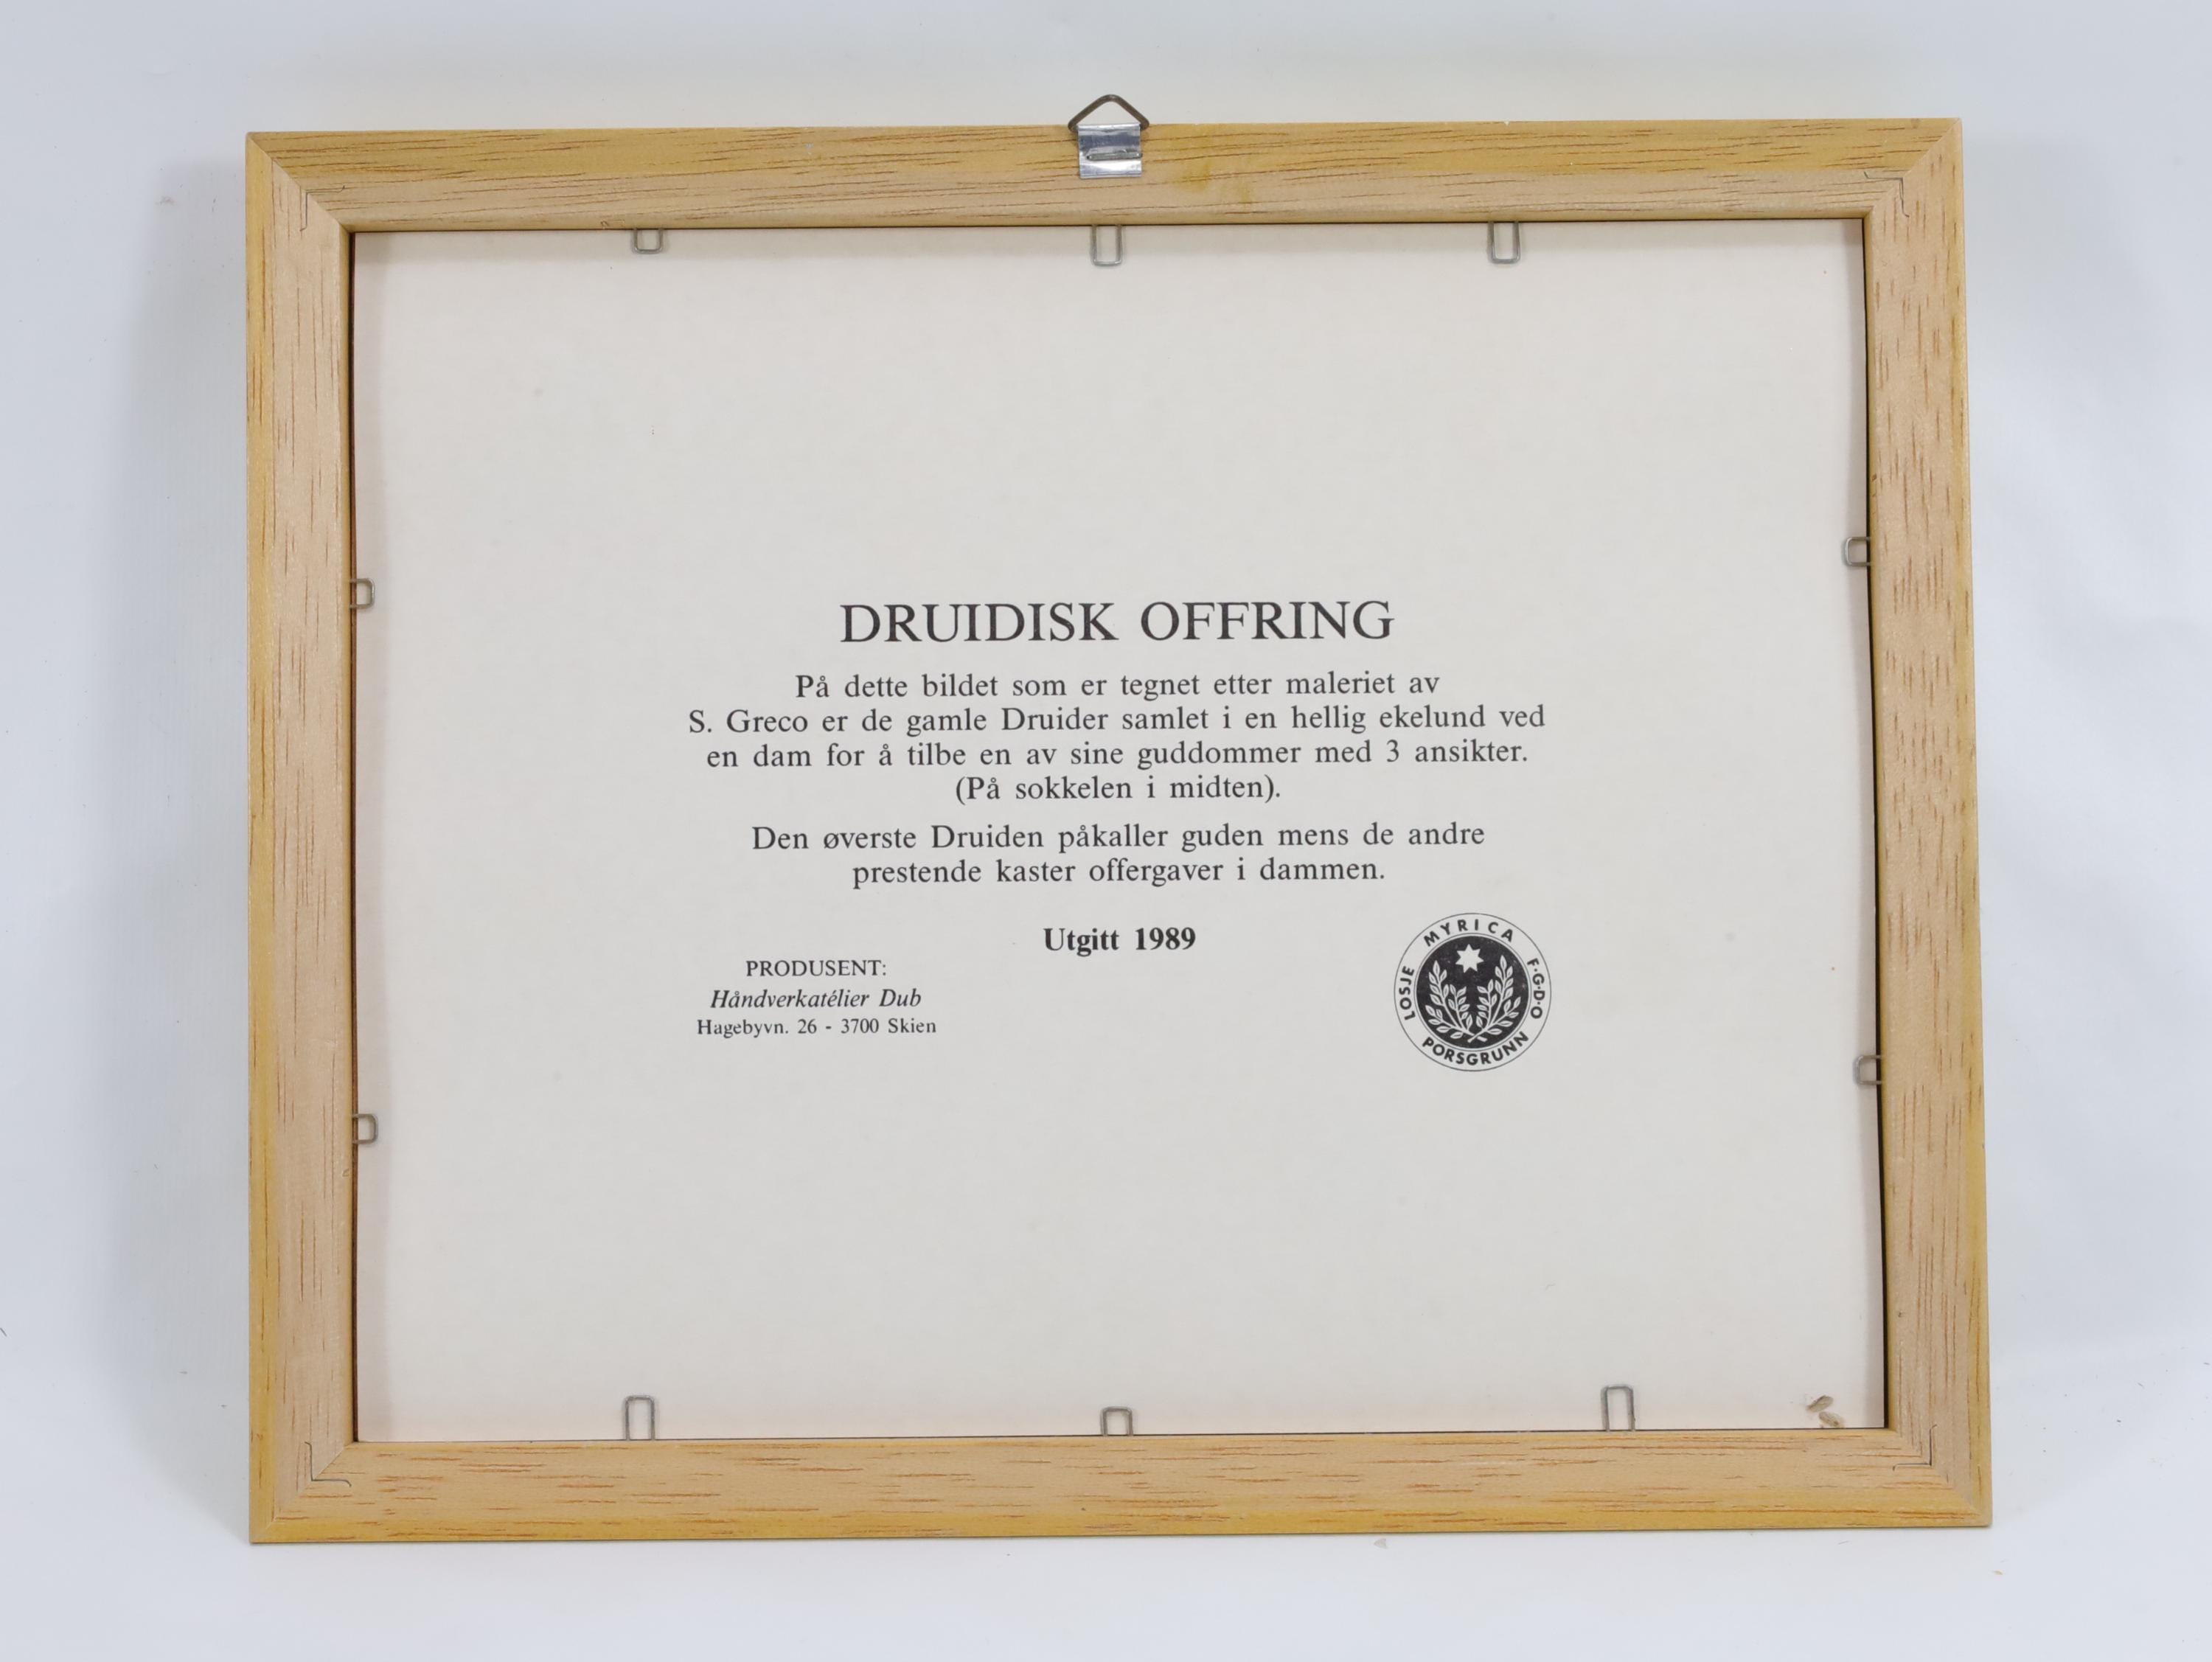 DRUIDISK OFFRING
På dette bildet som er tegnet etter maleriet av
S. Greco er de gamle Druider samlet i en hellig ekelund ved
en dam for å tilbe en av sine guddommer med 3 ansikter.
(På sokkelen i midten).
Den øverste Druiden påkaller guden mens de andre
prestende kaster offergaver i dammen.
Utgitt 1989
PRODUSENT:
Håndverkatélier Dub
Hagebyvn. 26 - 3700 Skien
LOSJE MYRICA F·G·D·O
PORSGRUNN